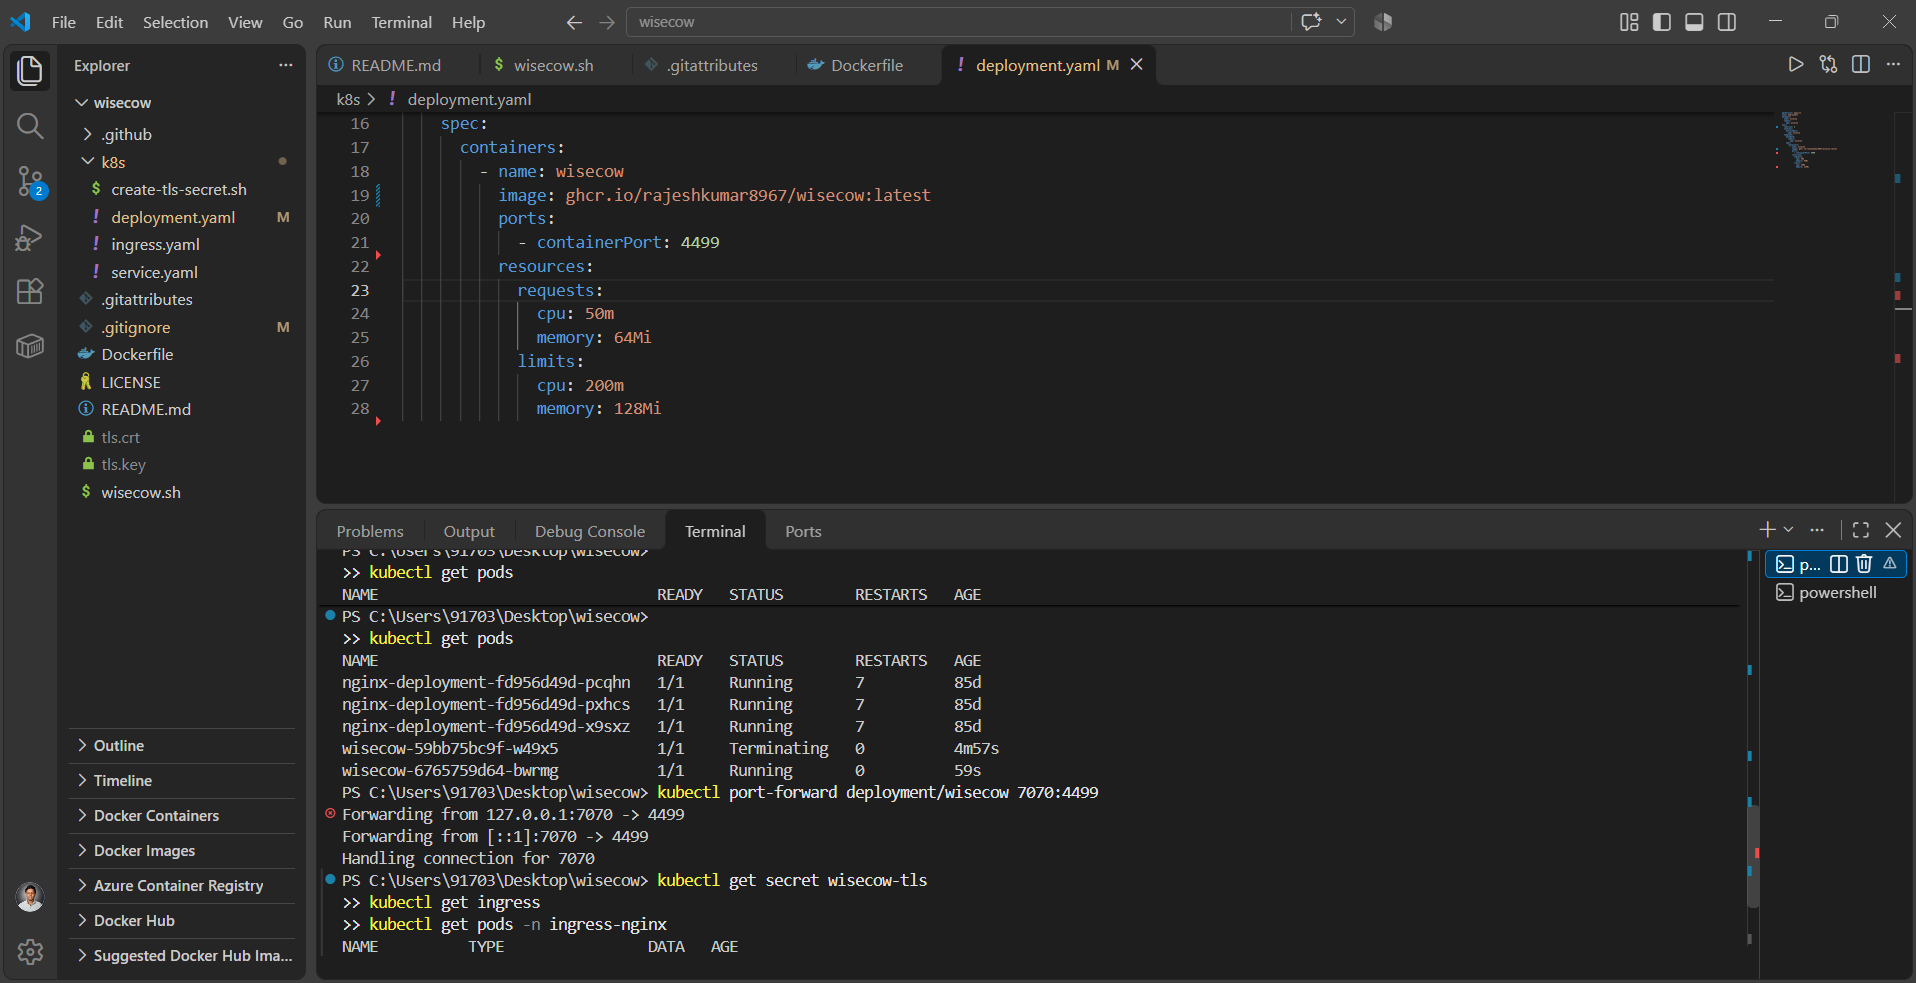 File Edit Selection View Go Run Terminal Help
wisecow
Explorer
wisecow
.github
k8s
create-tls-secret.sh
deployment.yaml M
ingress.yaml
service.yaml
.gitattributes
.gitignore M
Dockerfile
LICENSE
README.md
tls.crt
tls.key
wisecow.sh
2
Outline
Timeline
Docker Containers
Docker Images
Azure Container Registry
Docker Hub
Suggested Docker Hub Ima...
README.md wisecow.sh .gitattributes Dockerfile deployment.yaml M
k8s > deployment.yaml
16 spec:
17 containers:
18 - name: wisecow
19 image: ghcr.io/rajeshkumar8967/wisecow:latest
20 ports:
21 - containerPort: 4499
22 resources:
23 requests:
24 cpu: 50m
25 memory: 64Mi
26 limits:
27 cpu: 200m
28 memory: 128Mi
Problems Output Debug Console Terminal Ports
PS C:\Users\91703\Desktop\wisecow>
>> kubectl get pods
NAME READY STATUS RESTARTS AGE
PS C:\Users\91703\Desktop\wisecow>
>> kubectl get pods
NAME READY STATUS RESTARTS AGE
nginx-deployment-fd956d49d-pcqhn 1/1 Running 7 85d
nginx-deployment-fd956d49d-pxhcs 1/1 Running 7 85d
nginx-deployment-fd956d49d-x9sxz 1/1 Running 7 85d
wisecow-59bb75bc9f-w49x5 1/1 Terminating 0 4m57s
wisecow-6765759d64-bwrmg 1/1 Running 0 59s
PS C:\Users\91703\Desktop\wisecow> kubectl port-forward deployment/wisecow 7070:4499
Forwarding from 127.0.0.1:7070 -> 4499
Forwarding from [::1]:7070 -> 4499
Handling connection for 7070
PS C:\Users\91703\Desktop\wisecow> kubectl get secret wisecow-tls
>> kubectl get ingress
>> kubectl get pods -n ingress-nginx
NAME TYPE DATA AGE
p...
powershell